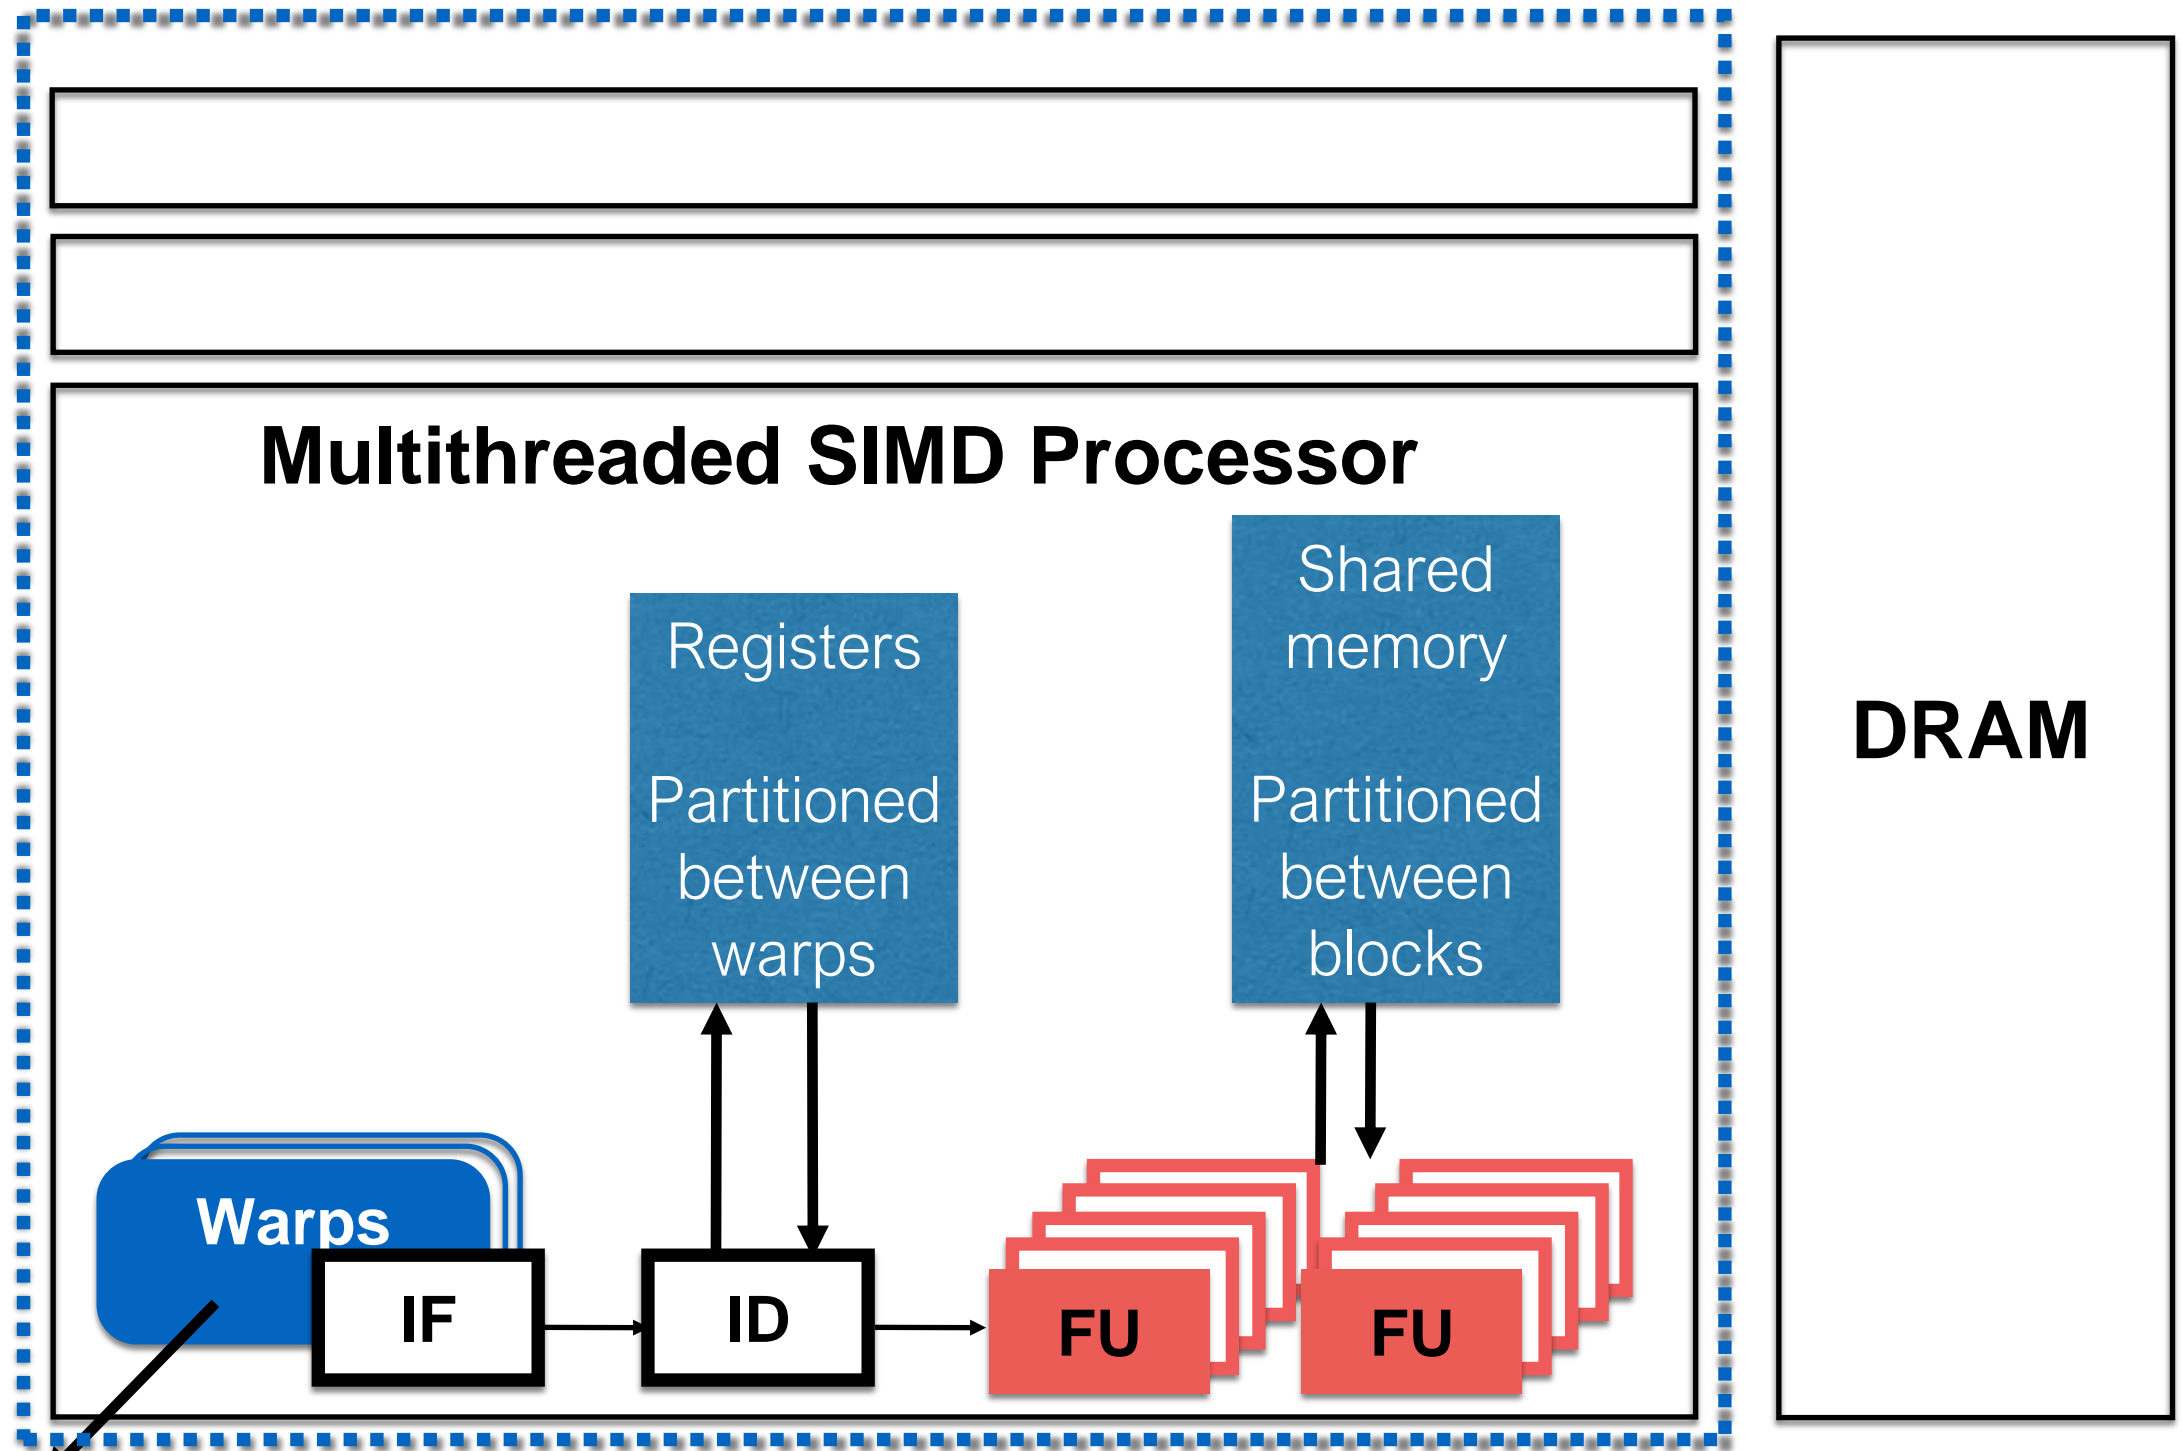 Multithreaded SIMD Processor
Registers
Partitioned
between
warps
Shared
memory
Partitioned
between
blocks
DRAM
Warps
IF
ID
FU
FU